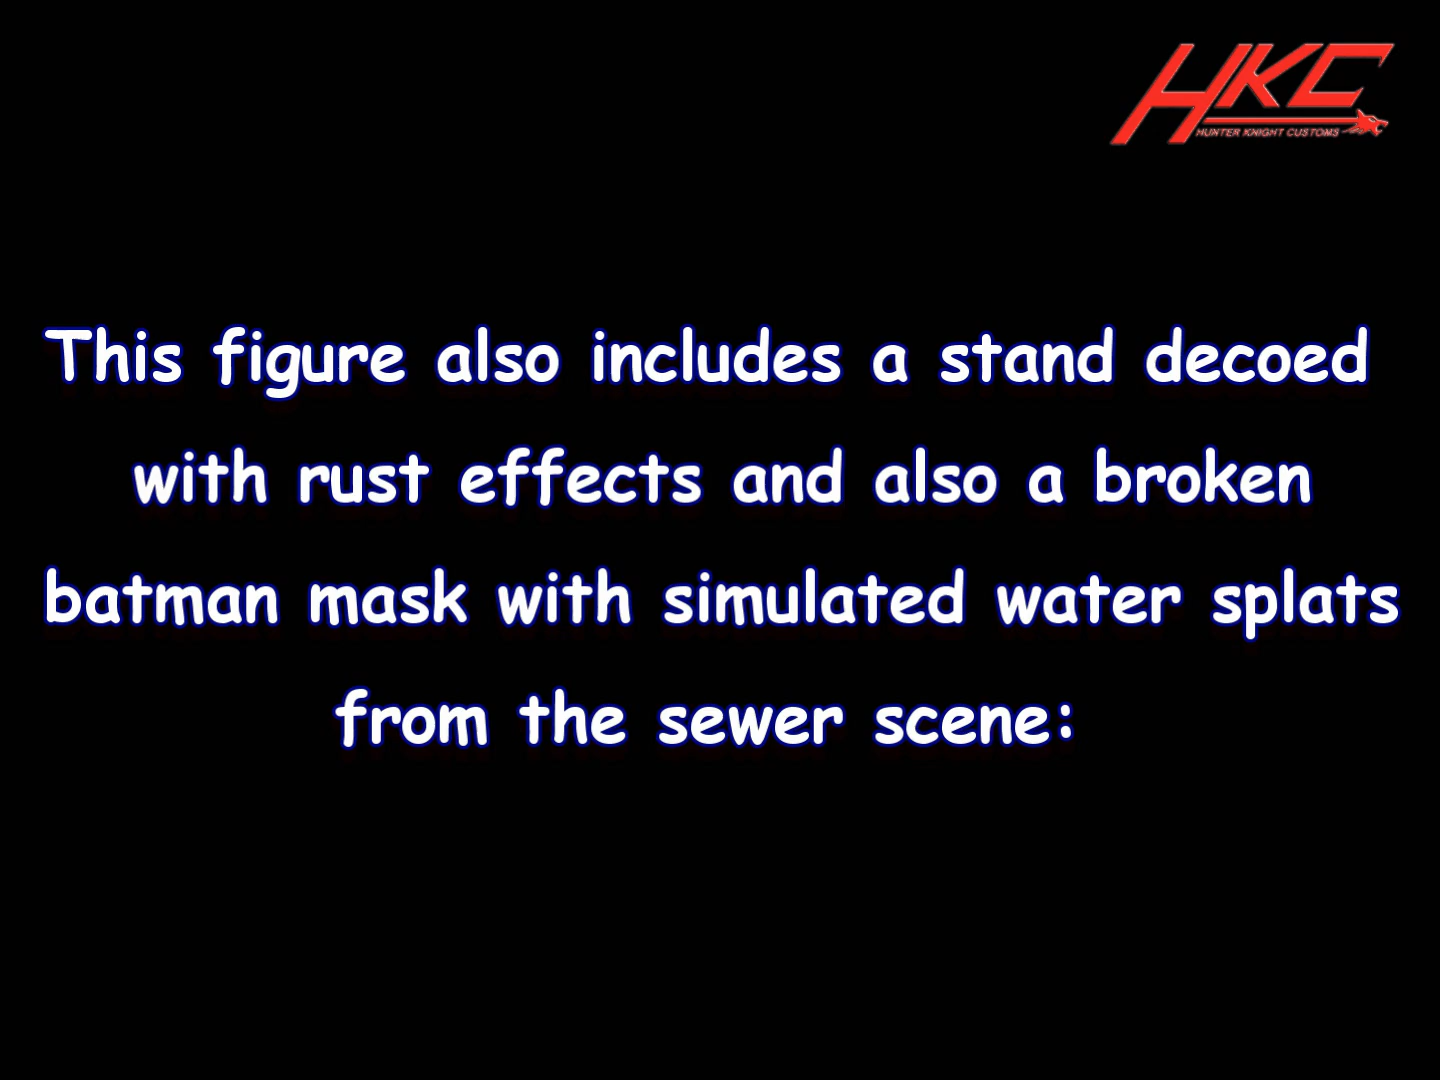 HKC
HUNTER KNIGHT CUSTOMS
This figure also includes a stand decoed
with rust effects and also a broken
batman mask with simulated water splats
from the sewer scene: